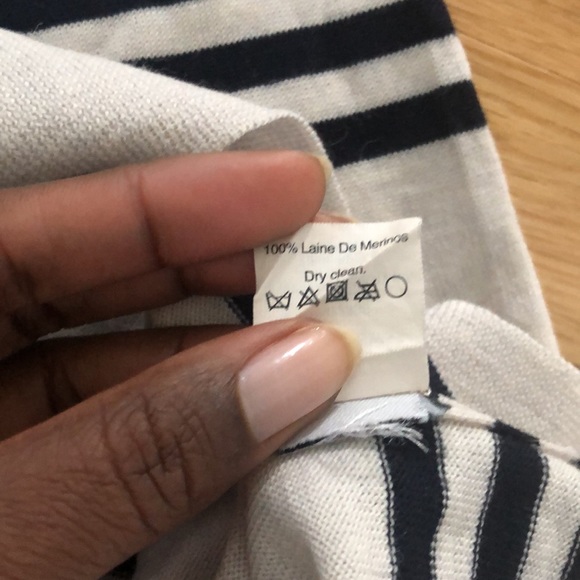 100% Laine De Merinos
Dry clean.